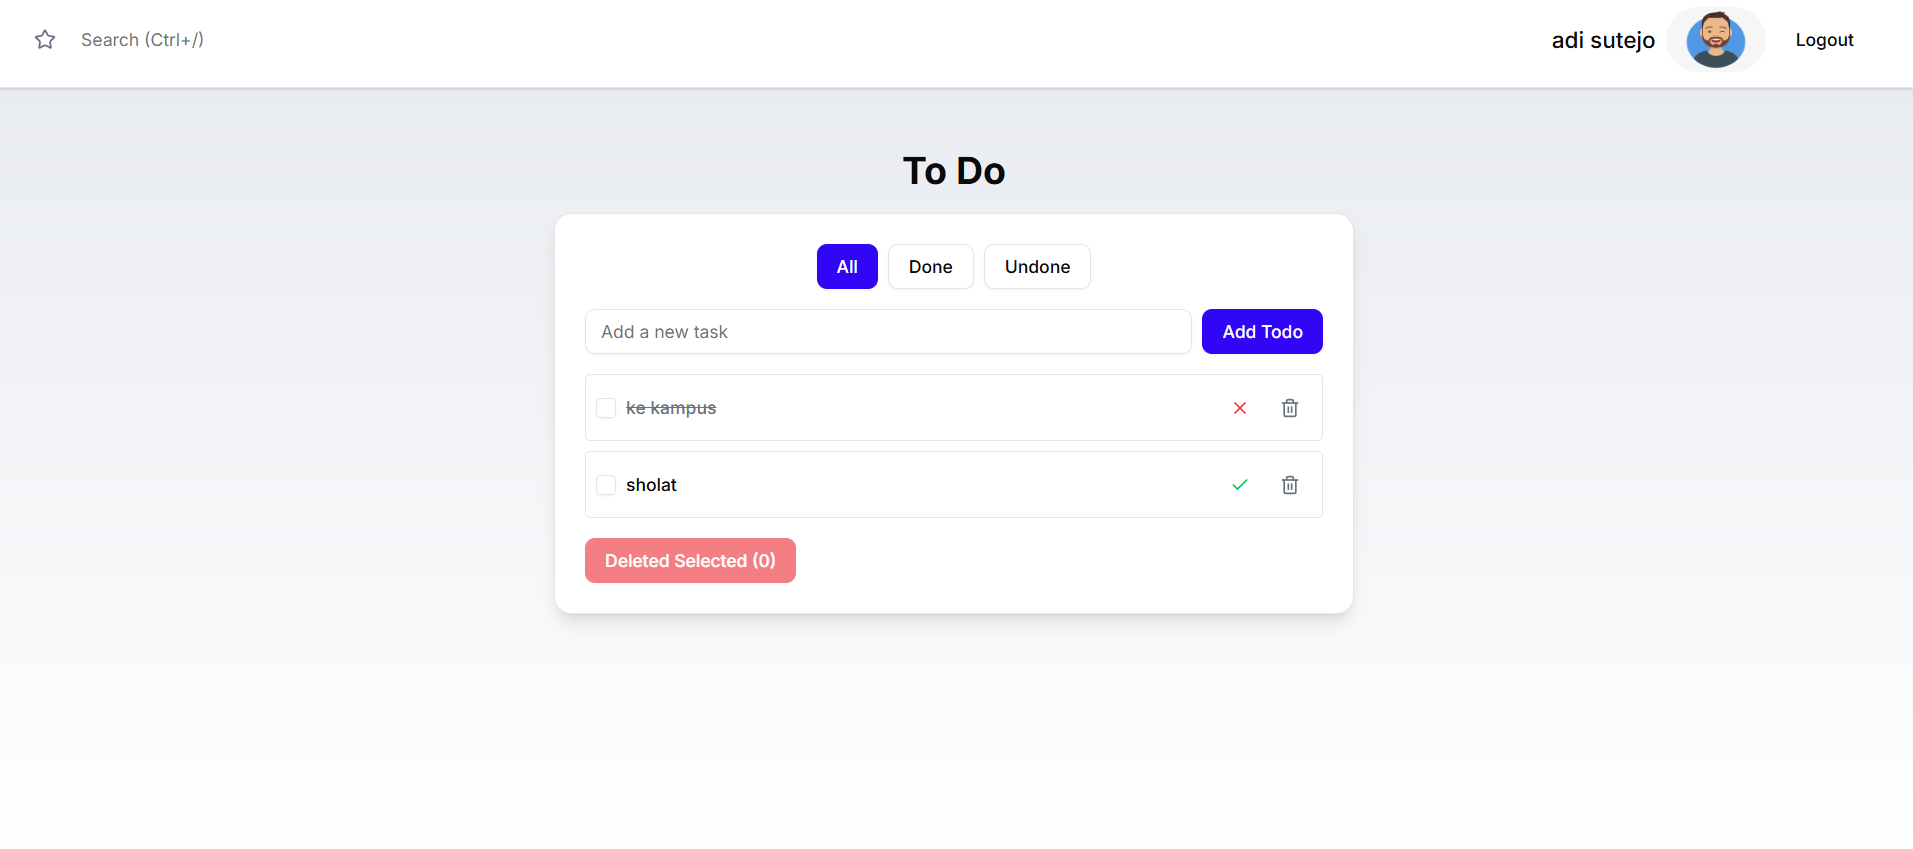 Search (Ctrl+/)
adi sutejo
Logout
To Do
All
Done
Undone
Add a new task
Add Todo
ke kampus
sholat
Deleted Selected (0)